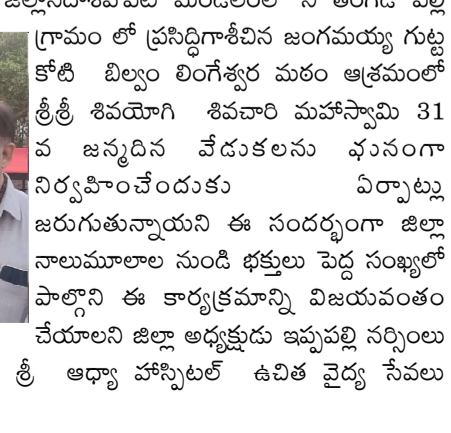 గ్రామం లో ప్రసిద్ధిగాశీచిన జంగమయ్య గుట్ట
కోటి బిల్వం లింగేశ్వర మఠం ఆశ్రమంలో
శ్రీశ్రీ శివయోగి శివచారి మహాస్వామి 31
వ జన్మదిన వేడుకలను ఘనంగా
నిర్వహించేందుకు ఏర్పాట్లు
జరుగుతున్నాయని ఈ సందర్భంగా జిల్లా
నాలుమూలాల నుండి భక్తులు పెద్ద సంఖ్యలో
పాల్గొని ఈ కార్యక్రమాన్ని విజయవంతం
చేయాలని జిల్లా అధ్యక్షుడు ఇప్పపల్లి నర్సింలు
శ్రీ ఆధ్యా హాస్పిటల్ ఉచిత వైద్య సేవలు